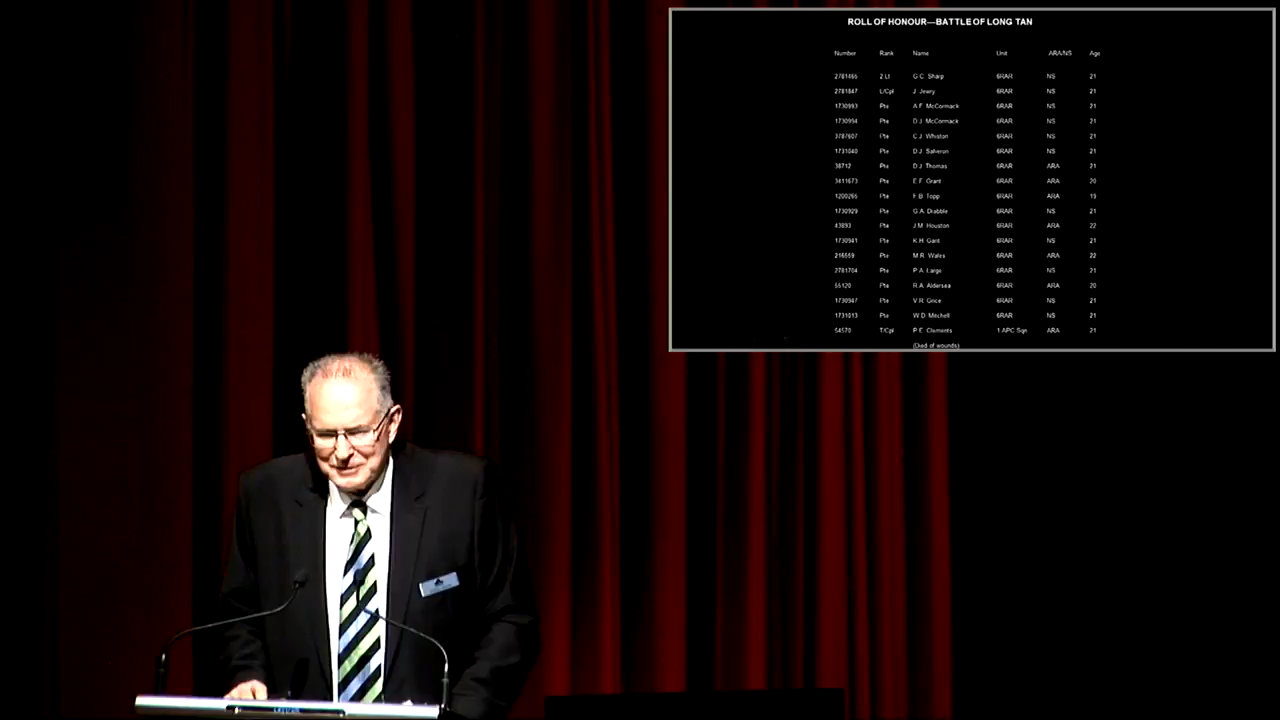 ROLL OF HONOUR—BATTLE OF LONG TAN
Number Rank Name Unit ARA/NS Age
2781465 2 Lt G.C. Sharp 6RAR NS 21
2781847 L/Cpl J. Jewry 6RAR NS 21
1730993 Pte A.F. McCormack 6RAR NS 21
1730994 Pte D.J. McCormack 6RAR NS 21
3787607 Pte C.J. Whiston 6RAR NS 21
1731040 Pte D.J. Salveron 6RAR NS 21
38712 Pte D.J. Thomas 6RAR ARA 21
3411673 Pte E.F. Grant 6RAR ARA 20
1200265 Pte F.B. Topp 6RAR ARA 19
1730929 Pte G.A. Drabble 6RAR NS 21
43893 Pte J.M. Houston 6RAR ARA 22
1730941 Pte K.H. Gant 6RAR NS 21
216559 Pte M.R. Wales 6RAR ARA 22
2781704 Pte P.A. Large 6RAR NS 21
55120 Pte R.A. Aldersea 6RAR ARA 20
1730947 Pte V.R. Grice 6RAR NS 21
1731013 Pte W.D. Mitchell 6RAR NS 21
54570 T/Cpl P.E. Clements 1 APC Sqn ARA 21
(Died of wounds)